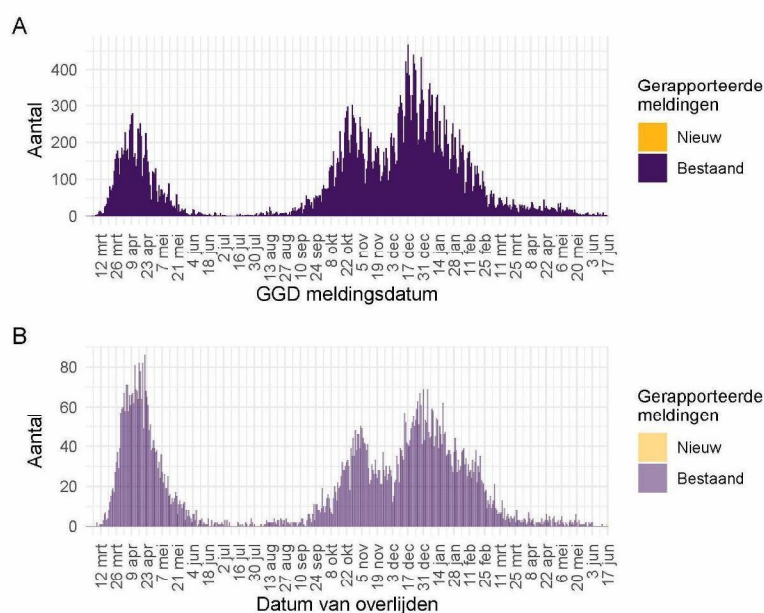 A
Aantal
400
300
200
100
0
12 mrt
26 mrt
9 apr
23 apr
7 mei
21 mei
4 jun
18 jun
2 jul
16 jul
30 jul
13 aug
27 aug
10 sep
24 sep
8 okt
22 okt
5 nov
19 nov
3 dec
17 dec
31 dec
14 jan
28 jan
11 feb
25 feb
11 mrt
25 mrt
8 apr
22 apr
6 mei
20 mei
3 jun
17 jun
GGD meldingsdatum
Gerapporteerde
meldingen
Nieuw
Bestaand
B
Aantal
80
60
40
20
0
12 mrt
26 mrt
9 apr
23 apr
7 mei
21 mei
4 jun
18 jun
2 jul
16 jul
30 jul
13 aug
27 aug
10 sep
24 sep
8 okt
22 okt
5 nov
19 nov
3 dec
17 dec
31 dec
14 jan
28 jan
11 feb
25 feb
11 mrt
25 mrt
8 apr
22 apr
6 mei
20 mei
3 jun
17 jun
Datum van overlijden
Gerapporteerde
meldingen
Nieuw
Bestaand